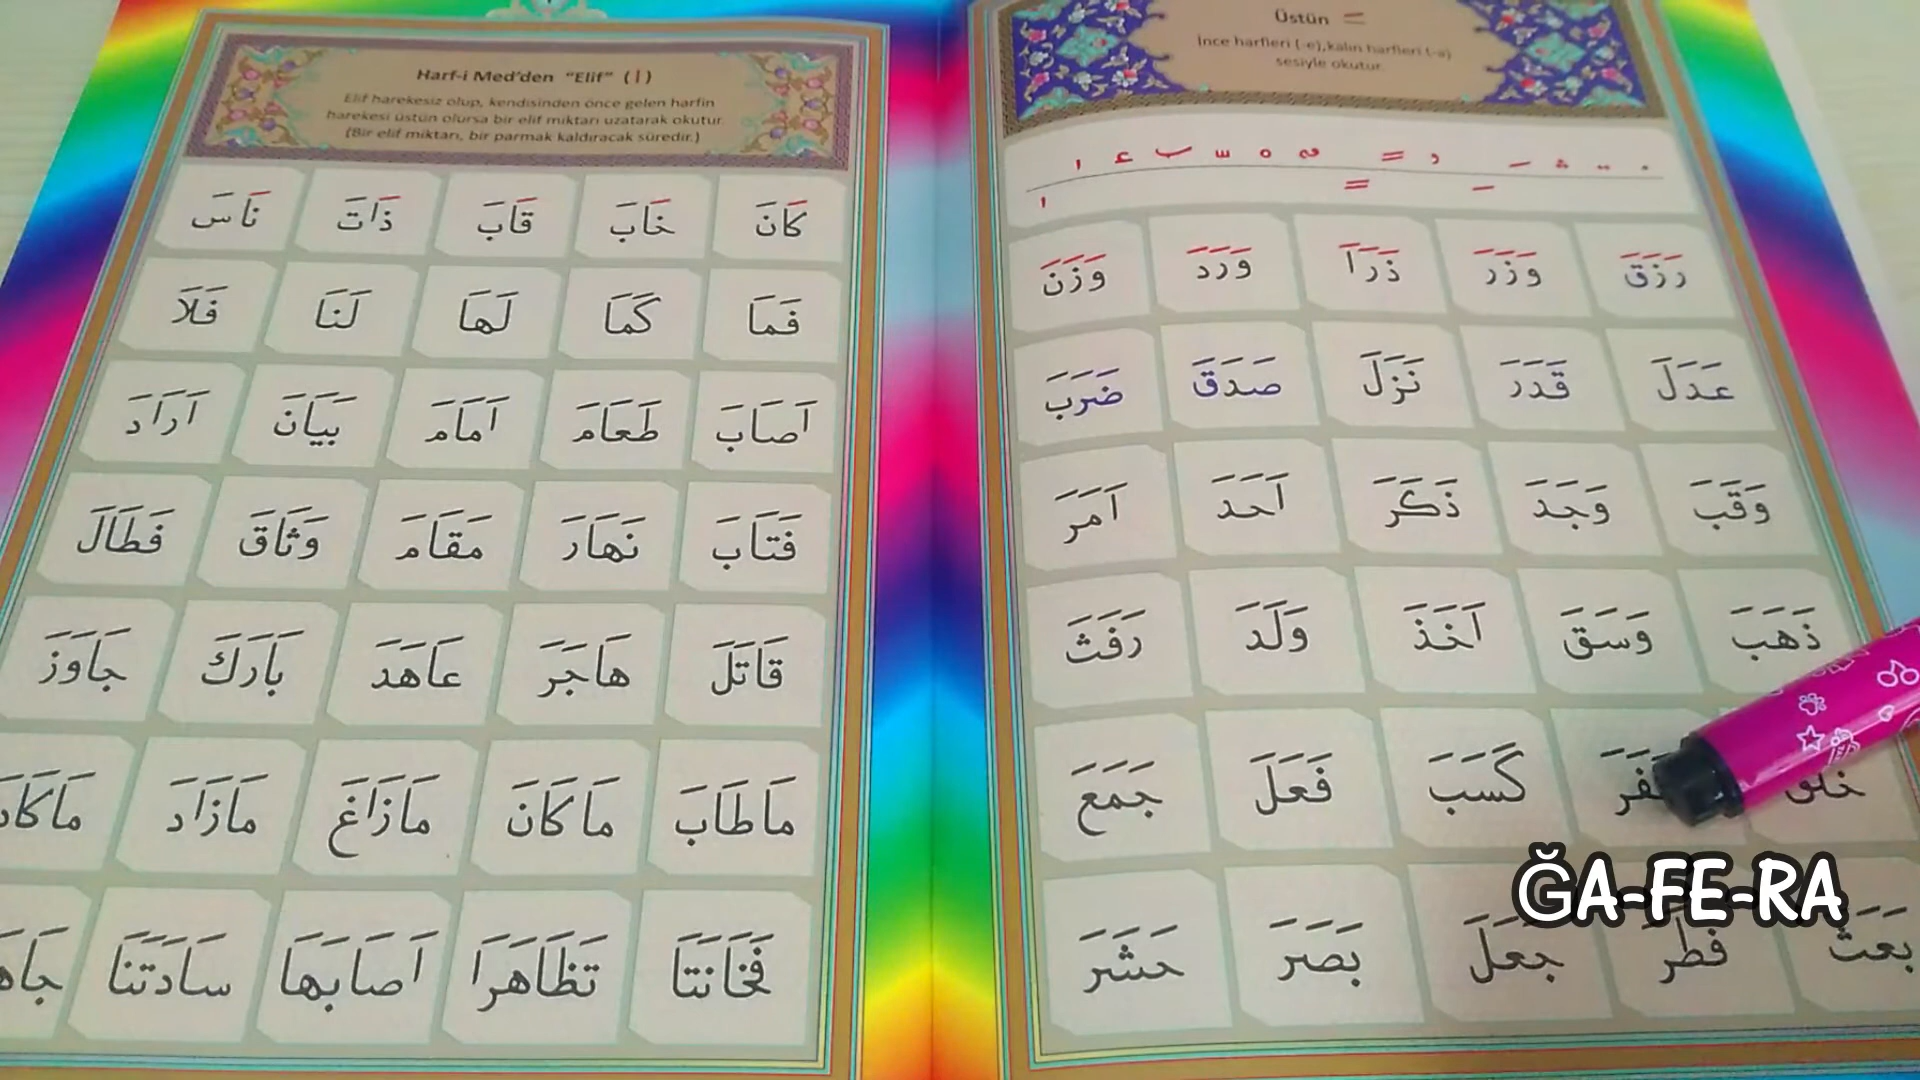 Harf-i Med'den "Elif" (ا)
Elif harekesiz olup, kendisinden önce gelen harfin
harekesi üstün olursa bir elif miktarı uzatarak okutur.
(Bir elif miktarı, bir parmak kaldıracak süredir.)
كَانَ خَابَ قَابَ ذَاتَ نَاسَ
فَمَا كَمَا لَهَا لَنَا فَلَا
اَصَابَ طَعَامَ اَمَامَ بَيَانَ اَرَادَ
فَتَابَ نَهَارَ مَقَامَ وَثَاقَ فَطَالَ
قَاتَلَ هَاجَرَ عَاهَدَ بَارَكَ جَاوَزَ
مَاطَابَ مَاكَانَ مَازَاغَ مَازَادَ
فَخَانَتَا تَظَاهَرَا اَصَابَهَا سَادَتَنَا
Üstün
İnce harfleri (-e), kalın harfleri (-a)
sesiyle okutur.
رَزَقَ وَزَرَ ذَرَاَ وَرَدَ وَزَنَ
عَدَلَ قَدَرَ نَزَلَ صَدَقَ ضَرَبَ
وَقَبَ وَجَدَ ذَكَرَ اَحَدَ اَمَرَ
ذَهَبَ وَسَقَ اَخَذَ وَلَدَ رَفَثَ
خَلَقَ كَسَبَ فَعَلَ جَمَعَ
بَعَثَ فَطَرَ جَعَلَ بَصَرَ حَشَرَ
ĞA-FE-RA